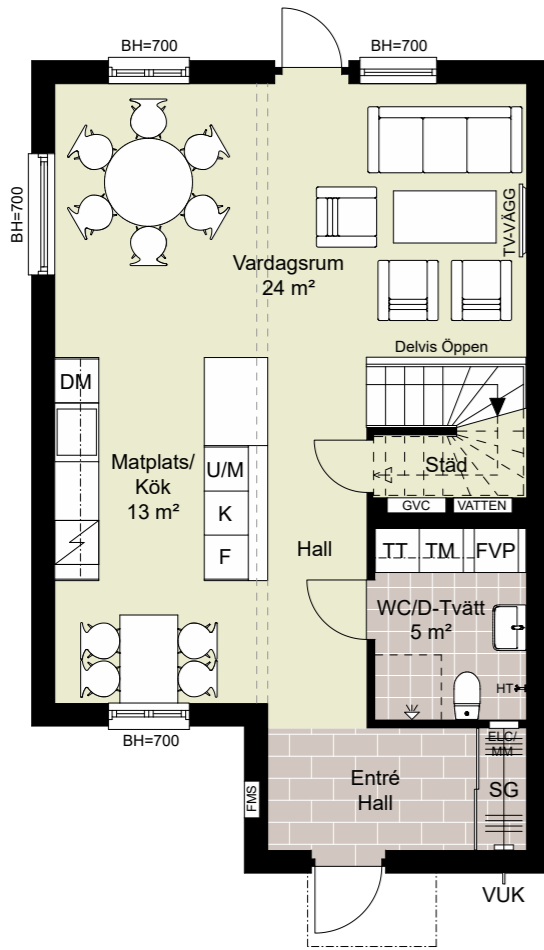 BH=700
BH=700
BH=700
TV-VÄGG
Vardagsrum
24 m²
Delvis Öppen
DM
Matplats/
Kök
13 m²
U/M
K
F
Städ
GVC
VATTEN
Hall
TT
TM
FVP
WC/D-Tvätt
5 m²
HT
BH=700
ELC/
MM
Entré
Hall
SG
FMS
VUK